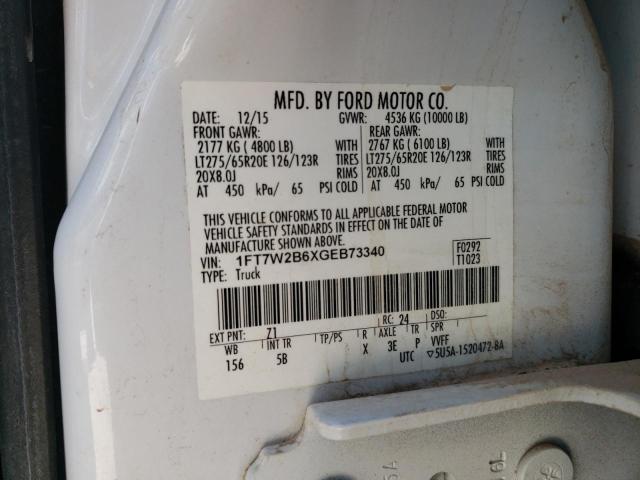 MFD. BY FORD MOTOR CO.
DATE: 12/15 GVWR: 4536 KG (10000 LB)
FRONT GAWR: REAR GAWR:
2177 KG ( 4800 LB) 2767 KG ( 6100 LB)
LT275/65R20E 126/123R TIRES LT275/65R20E 126/123R TIRES
20X8.0J RIMS 20X8.0J RIMS
AT 450 kPa/ 65 PSI COLD AT 450 kPa/ 65 PSI COLD
THIS VEHICLE CONFORMS TO ALL APPLICABLE FEDERAL MOTOR
VEHICLE SAFETY STANDARDS IN EFFECT ON THE DATE OF
MANUFACTURE SHOWN ABOVE.
VIN: 1FT7W2B6XGEB73340 F0292
TYPE: Truck T1023
EXT PNT: Z1 RC: 24 DSO:
WB INT TR TP/PS R AXLE TR SPR
156 5B X 3E P VVFF
UTC ▽5U5A-1520472-BA